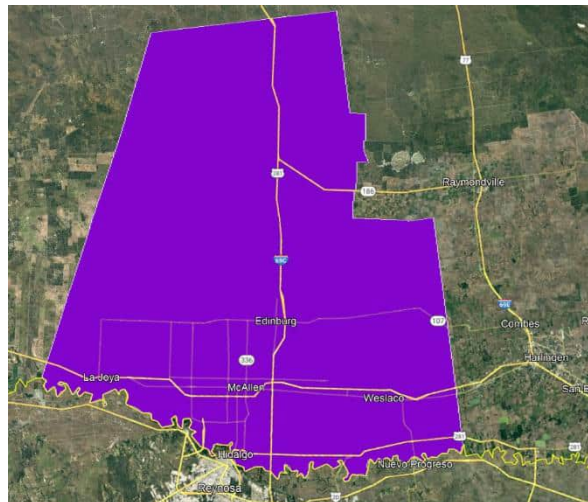 77
281
186
Raymondville
69C
69E
Edinburg
107
Combes
336
Harlingen
La Joya
McAllen
Weslaco
281
281
Hidalgo
Nuevo Progreso
Reynosa